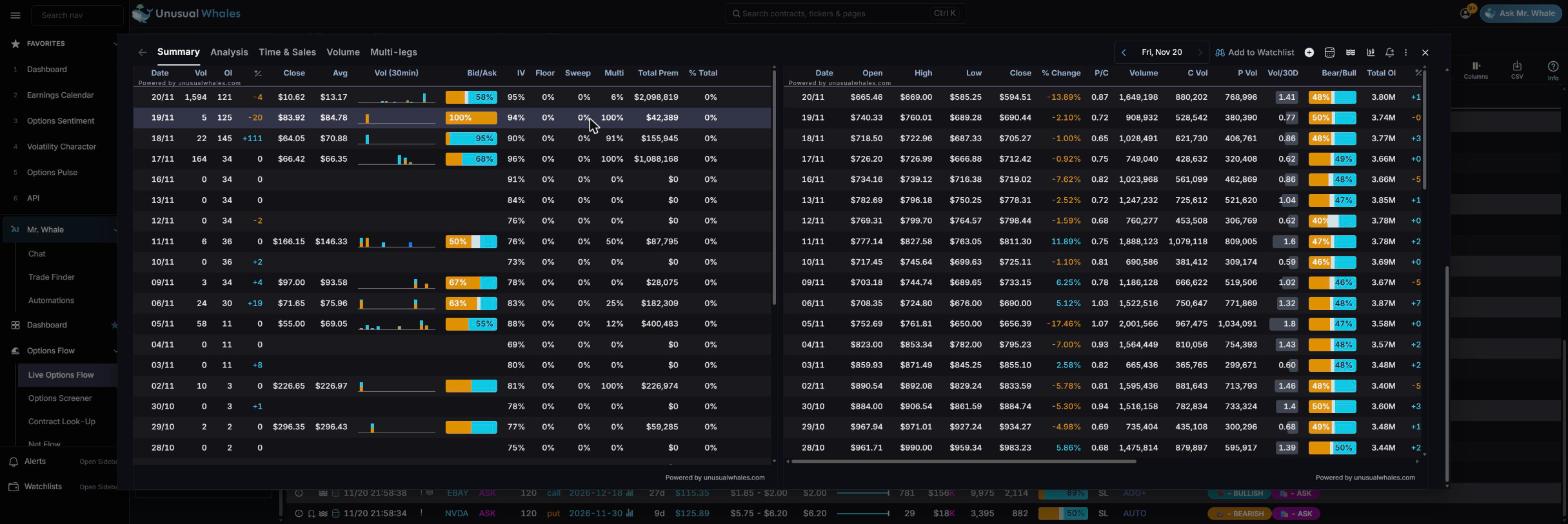 Search nav
Unusual Whales
Search contracts, tickers & pages
Ctrl K
Ask Mr. Whale
FAVORITES
1 Dashboard
2 Earnings Calendar
3 Options Sentiment
4 Volatility Character
5 Options Pulse
6 API
Mr. Whale
Chat
Trade Finder
Automations
Dashboard
Options Flow
Live Options Flow
Options Screener
Contract Look-Up
Net Flow
Alerts Open Sideb
Watchlists Open Sideb
Summary Analysis Time & Sales Volume Multi-legs
Fri, Nov 20
Add to Watchlist
Columns CSV Info
Date Vol OI % Close Avg Vol (30min) Bid/Ask IV Floor Sweep Multi Total Prem % Total
Powered by unusualwhales.com
20/11 1,594 121 -4 $10.62 $13.17 58% 95% 0% 0% 6% $2,098,819 0%
19/11 5 125 -20 $83.92 $84.78 100% 94% 0% 0% 100% $42,389 0%
18/11 22 145 +111 $64.05 $70.88 95% 90% 0% 0% 91% $155,945 0%
17/11 164 34 0 $66.42 $66.35 68% 96% 0% 0% 100% $1,088,168 0%
16/11 0 34 0 91% 0% 0% 0% $0 0%
13/11 0 34 0 84% 0% 0% 0% $0 0%
12/11 0 34 -2 76% 0% 0% 0% $0 0%
11/11 6 36 0 $166.15 $146.33 50% 76% 0% 0% 50% $87,795 0%
10/11 0 36 +2 73% 0% 0% 0% $0 0%
09/11 3 34 +4 $97.00 $93.58 67% 78% 0% 0% 0% $28,075 0%
06/11 24 30 +19 $71.65 $75.96 63% 83% 0% 0% 25% $182,309 0%
05/11 58 11 0 $55.00 $69.05 55% 88% 0% 0% 12% $400,483 0%
04/11 0 11 0 69% 0% 0% 0% $0 0%
03/11 0 11 +8 80% 0% 0% 0% $0 0%
02/11 10 3 0 $226.65 $226.97 81% 0% 0% 100% $226,974 0%
30/10 0 3 +1 78% 0% 0% 0% $0 0%
29/10 2 2 0 $296.35 $296.43 77% 0% 0% 0% $59,285 0%
28/10 0 2 0 75% 0% 0% 0% $0 0%
Powered by unusualwhales.com
Date Open High Low Close % Change P/C Volume C Vol P Vol Vol/30D Bear/Bull Total OI %
Powered by unusualwhales.com
20/11 $665.46 $669.00 $585.25 $594.51 -13.89% 0.87 1,649,198 880,202 768,996 1.41 48% 3.80M +1
19/11 $740.33 $760.01 $689.28 $690.44 -2.10% 0.72 908,932 528,542 380,390 0.77 50% 3.74M -0
18/11 $718.50 $722.96 $687.33 $705.27 -1.00% 0.65 1,028,491 621,730 406,761 0.86 48% 3.77M +3
17/11 $726.20 $726.99 $666.88 $712.42 -0.92% 0.75 749,040 428,632 320,408 0.62 49% 3.66M +0
16/11 $734.16 $739.12 $716.38 $719.02 -7.62% 0.82 1,023,968 561,099 462,869 0.86 48% 3.66M -5
13/11 $782.69 $796.18 $750.25 $778.31 -2.52% 0.72 1,247,232 725,612 521,620 1.04 47% 3.85M +1
12/11 $769.31 $799.70 $764.57 $798.44 -1.59% 0.68 760,277 453,508 306,769 0.62 40% 3.78M +0
11/11 $777.14 $827.58 $763.05 $811.30 11.89% 0.75 1,888,123 1,079,118 809,005 1.6 47% 3.78M +2
10/11 $717.45 $745.64 $699.63 $725.11 -1.10% 0.81 690,586 381,412 309,174 0.59 46% 3.69M +0
09/11 $703.18 $744.74 $689.65 $733.15 6.25% 0.78 1,186,128 666,622 519,506 1.02 46% 3.67M -5
06/11 $708.35 $724.80 $676.00 $690.00 5.12% 1.03 1,522,516 750,647 771,869 1.32 48% 3.87M +7
05/11 $752.69 $761.81 $650.00 $656.39 -17.46% 1.07 2,001,566 967,475 1,034,091 1.8 47% 3.58M +0
04/11 $823.00 $853.34 $782.00 $795.23 -7.00% 0.93 1,564,449 810,056 754,393 1.43 48% 3.57M +2
03/11 $859.93 $871.49 $845.25 $855.10 2.58% 0.82 665,436 365,765 299,671 0.60 48% 3.48M +2
02/11 $890.54 $892.08 $829.24 $833.59 -5.78% 0.81 1,595,436 881,643 713,793 1.46 48% 3.40M -5
30/10 $884.00 $906.54 $861.59 $884.74 -5.30% 0.94 1,516,158 782,834 733,324 1.4 50% 3.60M +3
29/10 $967.94 $971.01 $927.24 $934.27 -4.98% 0.69 735,404 435,108 300,296 0.68 49% 3.48M +1
28/10 $961.71 $990.00 $959.34 $983.23 5.86% 0.68 1,475,814 879,897 595,917 1.39 50% 3.44M +2
Powered by unusualwhales.com
11/20 21:58:38 EBAY ASK 120 call 2026-12-18 27d $115.35 $1.85 - $2.00 $2.00 781 $156K 9,975 2,114 89% SL AUTO - BULLISH - ASK
11/20 21:58:34 NVDA ASK 120 put 2026-11-30 9d $125.89 $5.75 - $6.20 $6.20 29 $18K 3,395 882 50% SL AUTO - BEARISH - ASK